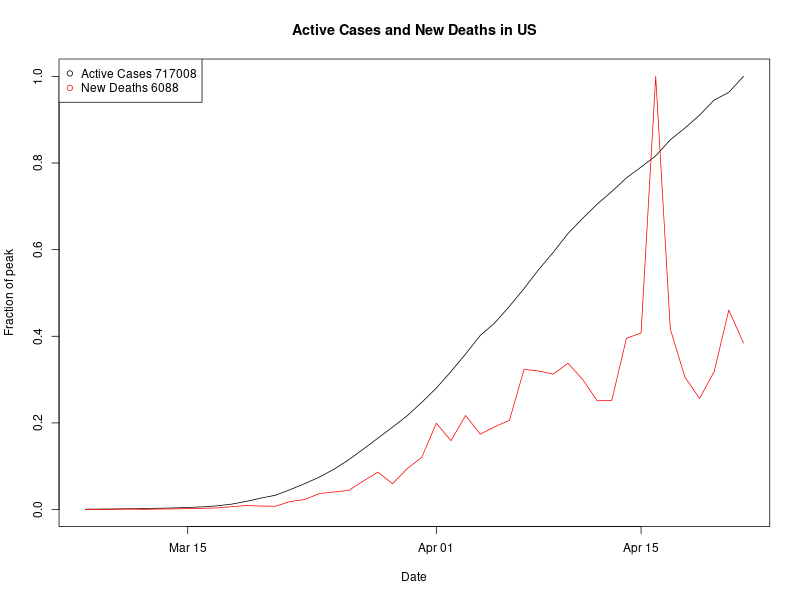 Active Cases and New Deaths in US
Active Cases 717008
New Deaths 6088
Fraction of peak
1.0
0.8
0.6
0.4
0.2
0.0
Mar 15
Apr 01
Apr 15
Date